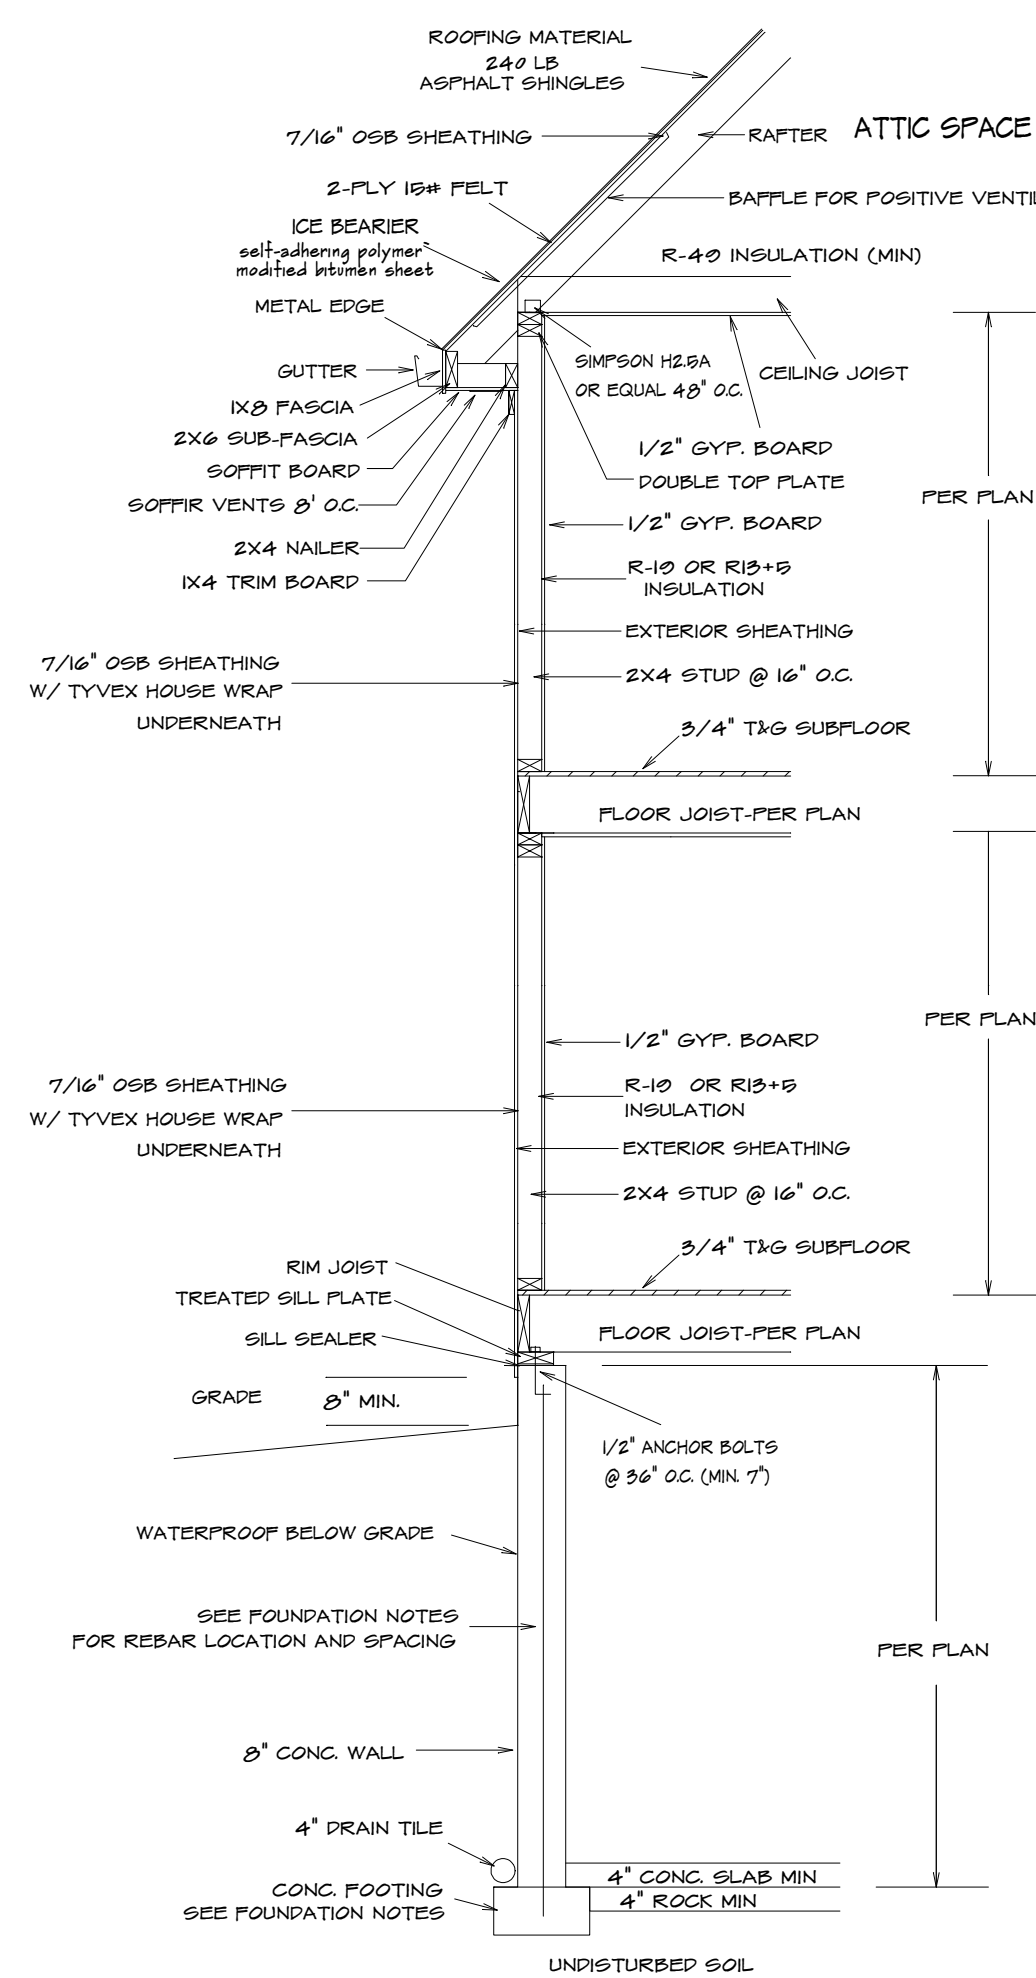 ROOFING MATERIAL
240 LB
ASPHALT SHINGLES
7/16" OSB SHEATHING
RAFTER
ATTIC SPACE
2-PLY 15# FELT
BAFFLE FOR POSITIVE VENTIL
ICE BEARIER
self-adhering polymer
modified bitumen sheet
R-49 INSULATION (MIN)
METAL EDGE
SIMPSON H2.5A
OR EQUAL 48" O.C.
CEILING JOIST
GUTTER
1X8 FASCIA
2X6 SUB-FASCIA
1/2" GYP. BOARD
SOFFIT BOARD
DOUBLE TOP PLATE
PER PLAN
SOFFIR VENTS 8' O.C.
1/2" GYP. BOARD
2X4 NAILER
1X4 TRIM BOARD
R-19 OR R13+5
INSULATION
EXTERIOR SHEATHING
7/16" OSB SHEATHING
W/ TYVEX HOUSE WRAP
UNDERNEATH
2X4 STUD @ 16" O.C.
3/4" T&G SUBFLOOR
FLOOR JOIST-PER PLAN
PER PLAN
1/2" GYP. BOARD
7/16" OSB SHEATHING
W/ TYVEX HOUSE WRAP
UNDERNEATH
R-19 OR R13+5
INSULATION
EXTERIOR SHEATHING
2X4 STUD @ 16" O.C.
3/4" T&G SUBFLOOR
RIM JOIST
TREATED SILL PLATE
SILL SEALER
FLOOR JOIST-PER PLAN
GRADE
8" MIN.
1/2" ANCHOR BOLTS
@ 36" O.C. (MIN. 7")
WATERPROOF BELOW GRADE
SEE FOUNDATION NOTES
FOR REBAR LOCATION AND SPACING
PER PLAN
8" CONC. WALL
4" DRAIN TILE
4" CONC. SLAB MIN
CONC. FOOTING
SEE FOUNDATION NOTES
4" ROCK MIN
UNDISTURBED SOIL